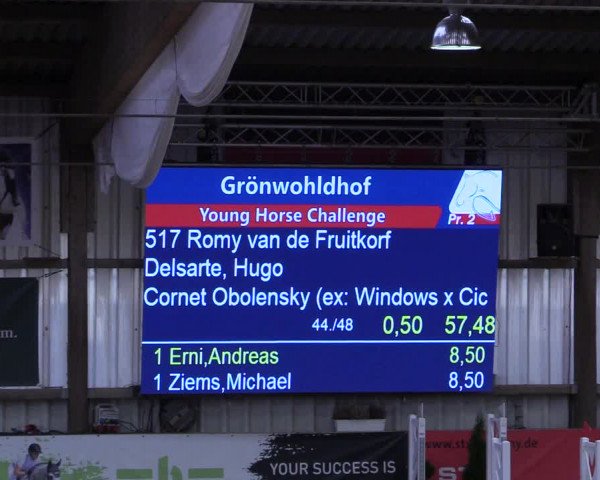 Grönwohldhof
Young Horse Challenge
Pr. 2
517 Romy van de Fruitkorf
Delsarte, Hugo
Cornet Obolensky (ex: Windows x Cic
44./48 0,50 57,48
1 Erni,Andreas 8,50
1 Ziems,Michael 8,50
m.
YOUR SUCCESS IS